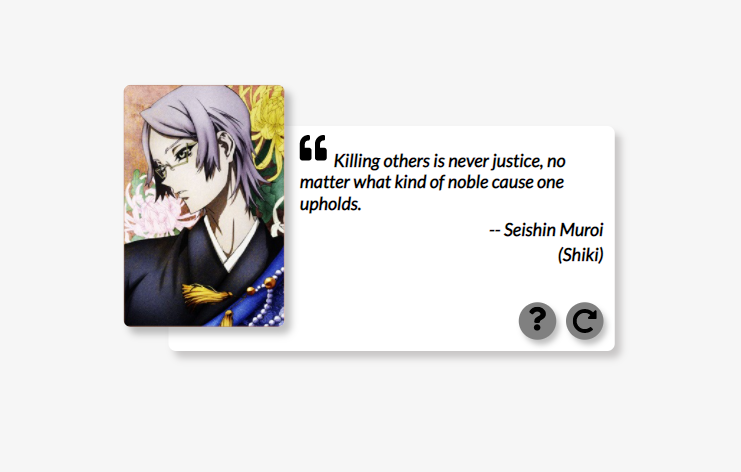 Killing others is never justice, no
matter what kind of noble cause one
upholds.
-- Seishin Muroi
(Shiki)
?